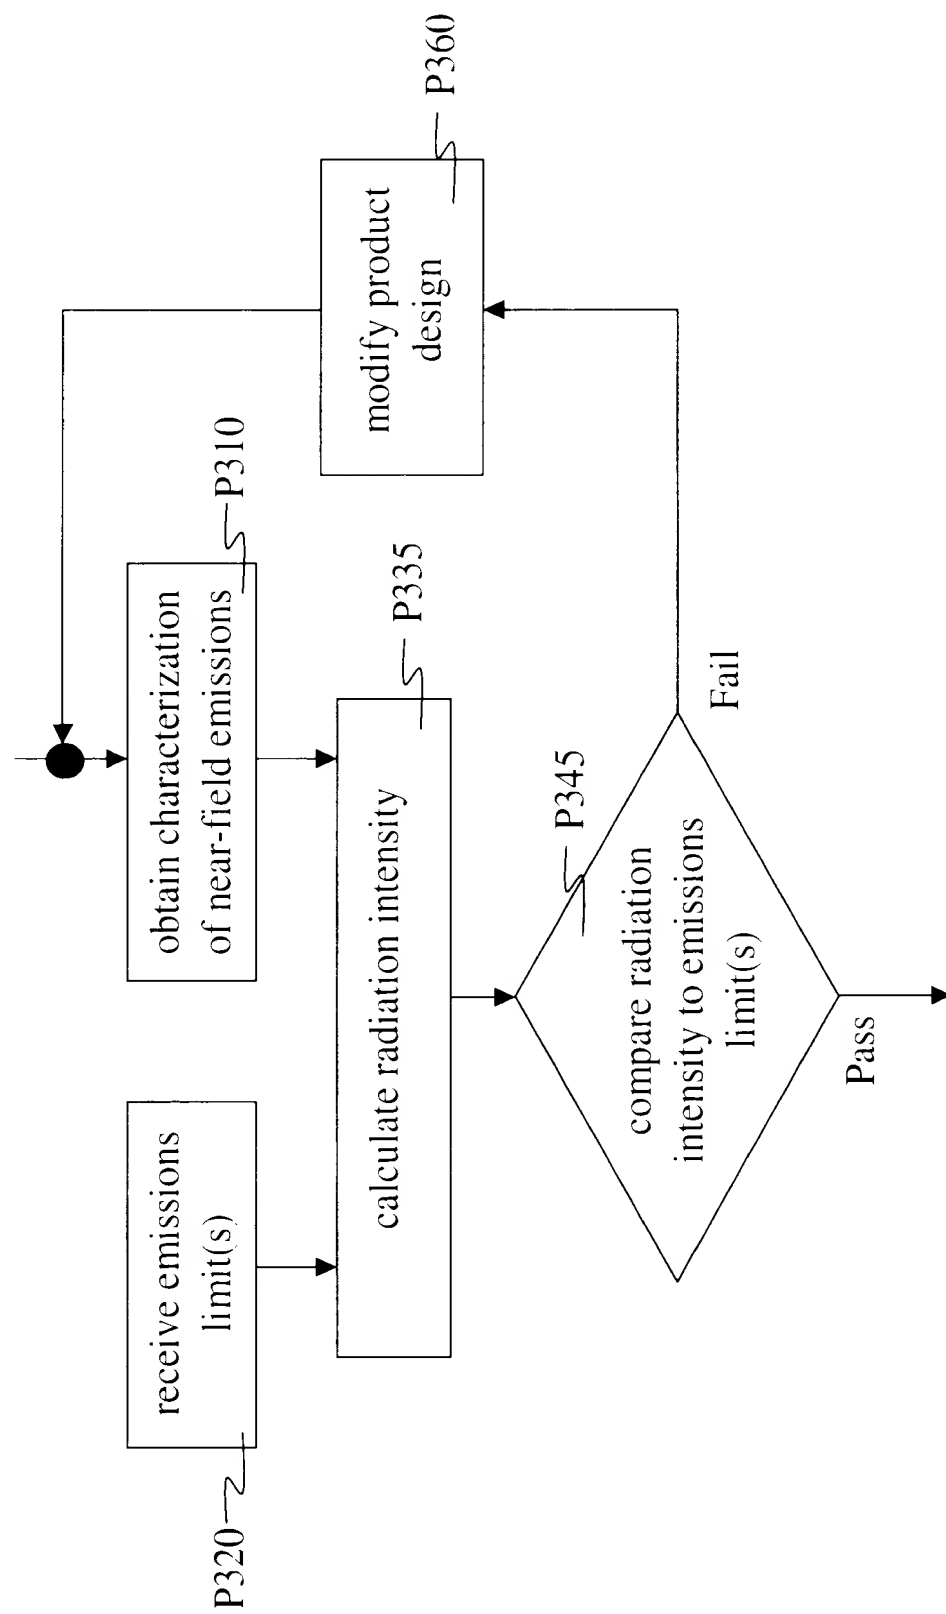 obtain characterization
of near-field emissions
P310
receive emissions
limit(s)
P320
calculate radiation intensity
P335
modify product
design
P360
compare radiation
intensity to emissions
limit(s)
P345
Fail
Pass